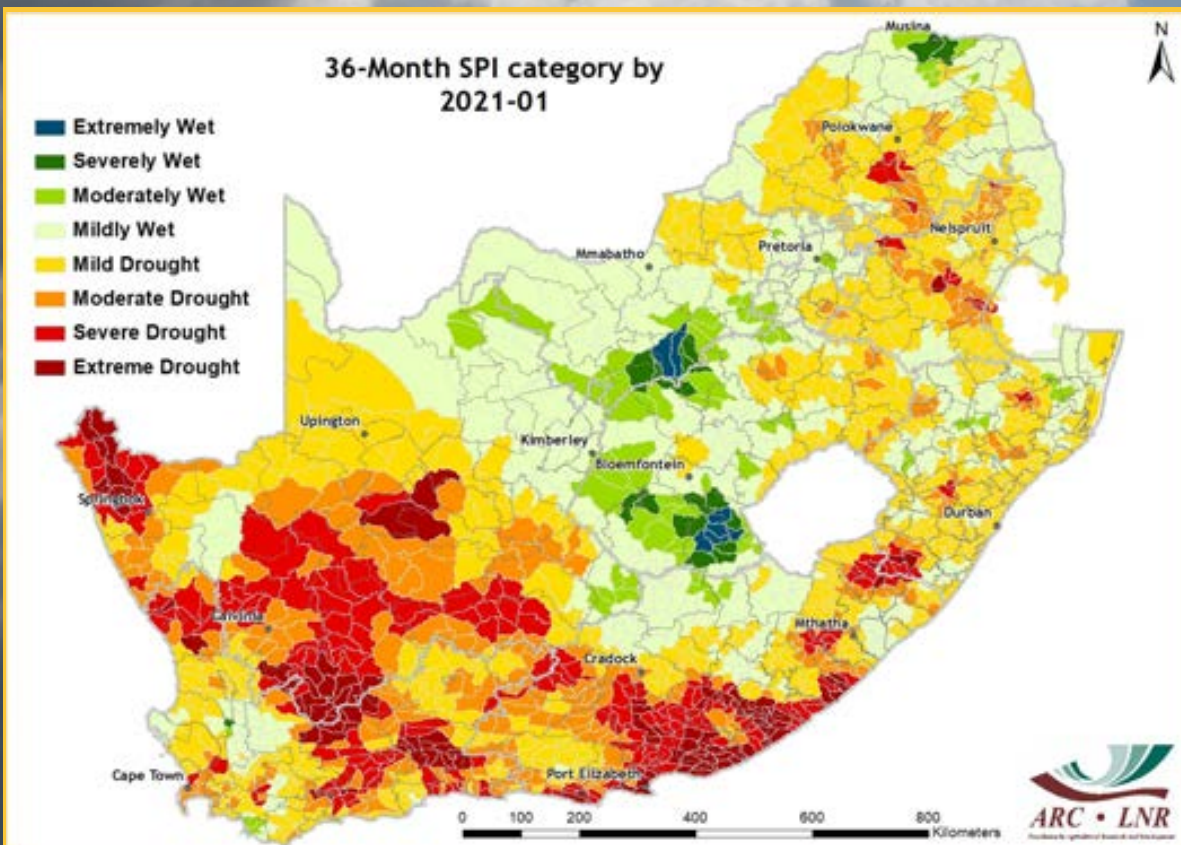 36-Month SPI category by
2021-01
Extremely Wet
Severely Wet
Moderately Wet
Mildly Wet
Mild Drought
Moderate Drought
Severe Drought
Extreme Drought
N
Musina
Polokwane
Nelspruit
Pretoria
Mmabatho
Upington
Kimberley
Bloemfontein
Springbok
Durban
Calvinia
Mthatha
Cradock
Cape Town
Port Elizabeth
0 100 200 400 600 800
Kilometers
ARC • LNR